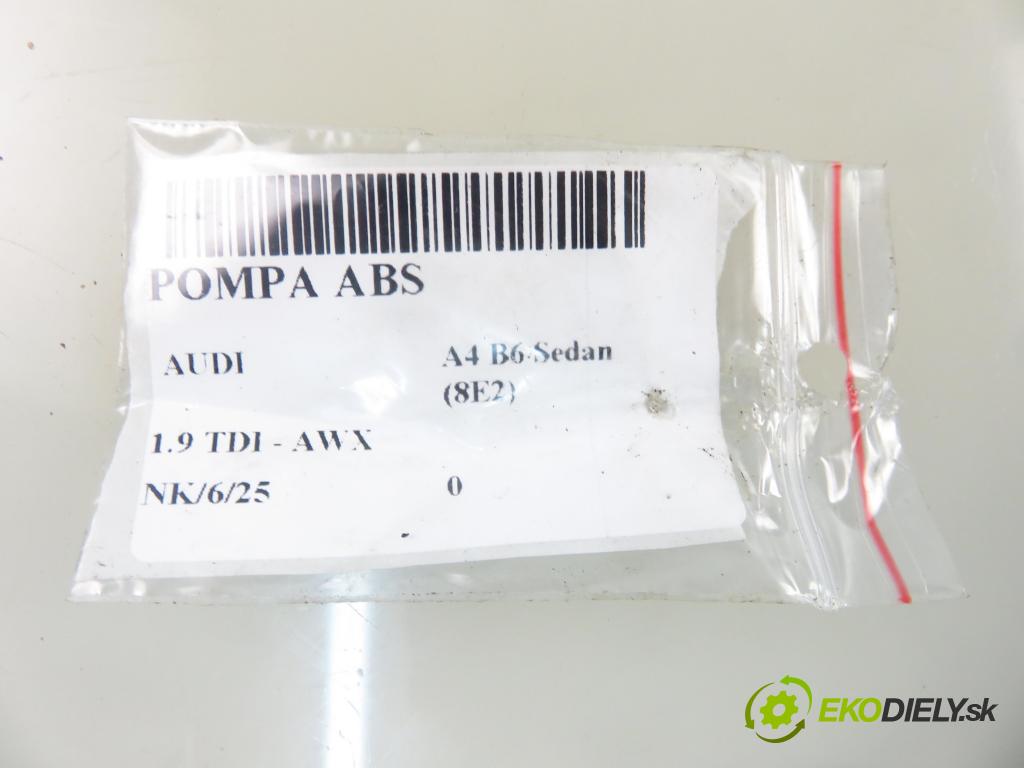 POMPA ABS
AUDI A4 B6 Sedan
(8E2)
1.9 TDI - AWX
NK/6/25 0
EKODIELY.sk